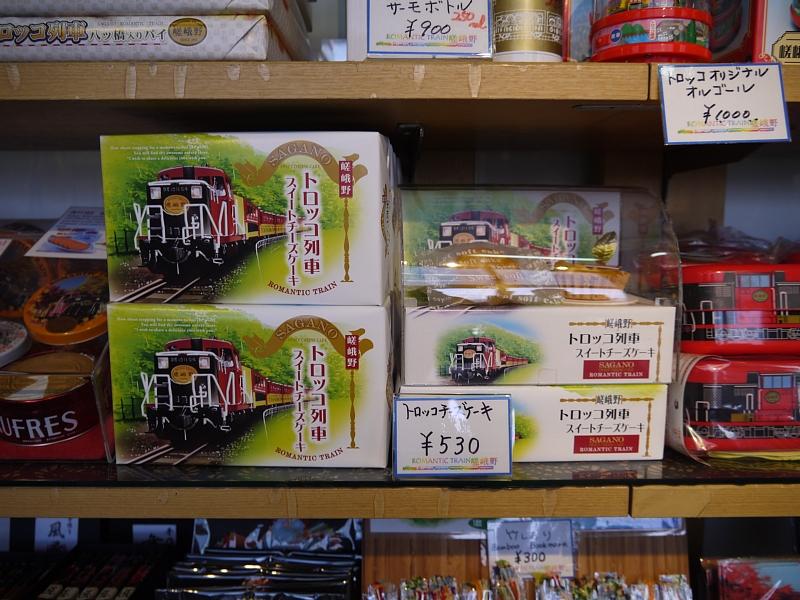 ロッコ列車 八ッ橋入りパイ
嵯峨野
サーモボトル
250ml
¥900
ROMANTIC TRAIN 嵯峨野
トロッコオリジナル
オルゴール
¥1000
ROMANTIC TRAIN 嵯峨野
SAGANO
嵯峨野
トロッコ列車
スイートチーズケーキ
ROMANTIC TRAIN
SAGANO
嵯峨野
トロッコ列車
スイートチーズケーキ
ROMANTIC TRAIN
嵯峨野
嵯峨野
トロッコ列車
スイートチーズケーキ
SAGANO
ROMANTIC TRAIN
嵯峨野
トロッコ列車
スイートチーズケーキ
SAGANO
ROMANTIC TRAIN
トロッコチーズケーキ
¥530
ROMANTIC TRAIN 嵯峨野
UFRES
Bamboo Bookmark
¥300